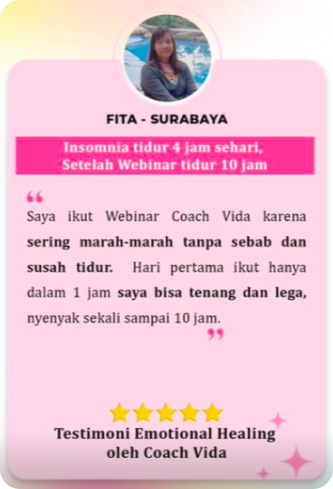 FITA - SURABAYA
Insomnia tidur 4 jam sehari,
Setelah Webinar tidur 10 jam
“
Saya ikut Webinar Coach Vida karena
sering marah-marah tanpa sebab dan
susah tidur. Hari pertama ikut hanya
dalam 1 jam saya bisa tenang dan lega,
nyenyak sekali sampai 10 jam.
”
Testimoni Emotional Healing
oleh Coach Vida